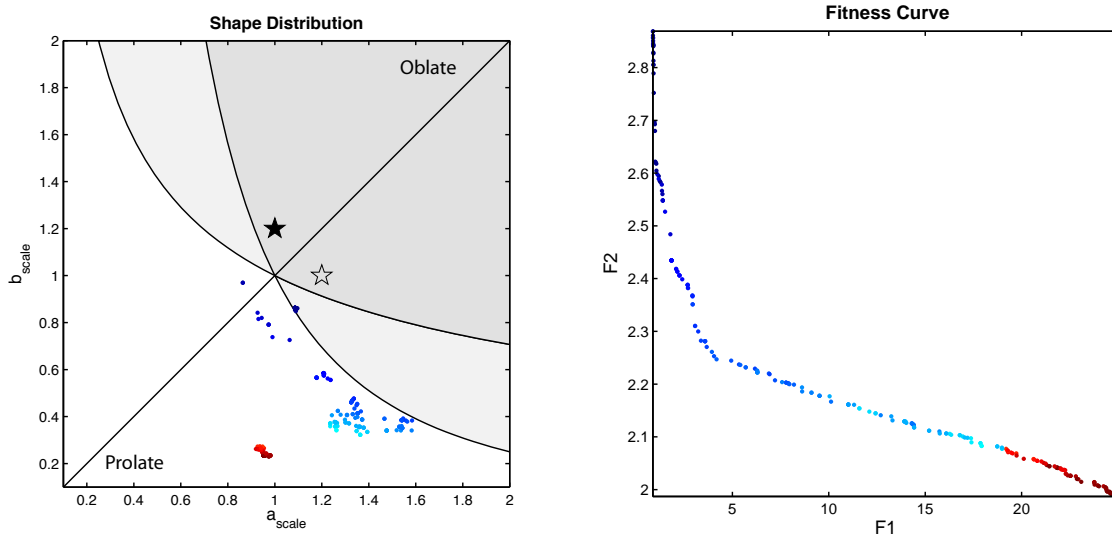 Shape Distribution
2
1.8
1.6
1.4
1.2
1
0.8
0.6
0.4
0.2
b_scale
Oblate
Prolate
0.2 0.4 0.6 0.8 1 1.2 1.4 1.6 1.8 2
a_scale
Fitness Curve
2.8
2.7
2.6
2.5
2.4
2.3
2.2
2.1
2
F2
5 10 15 20
F1